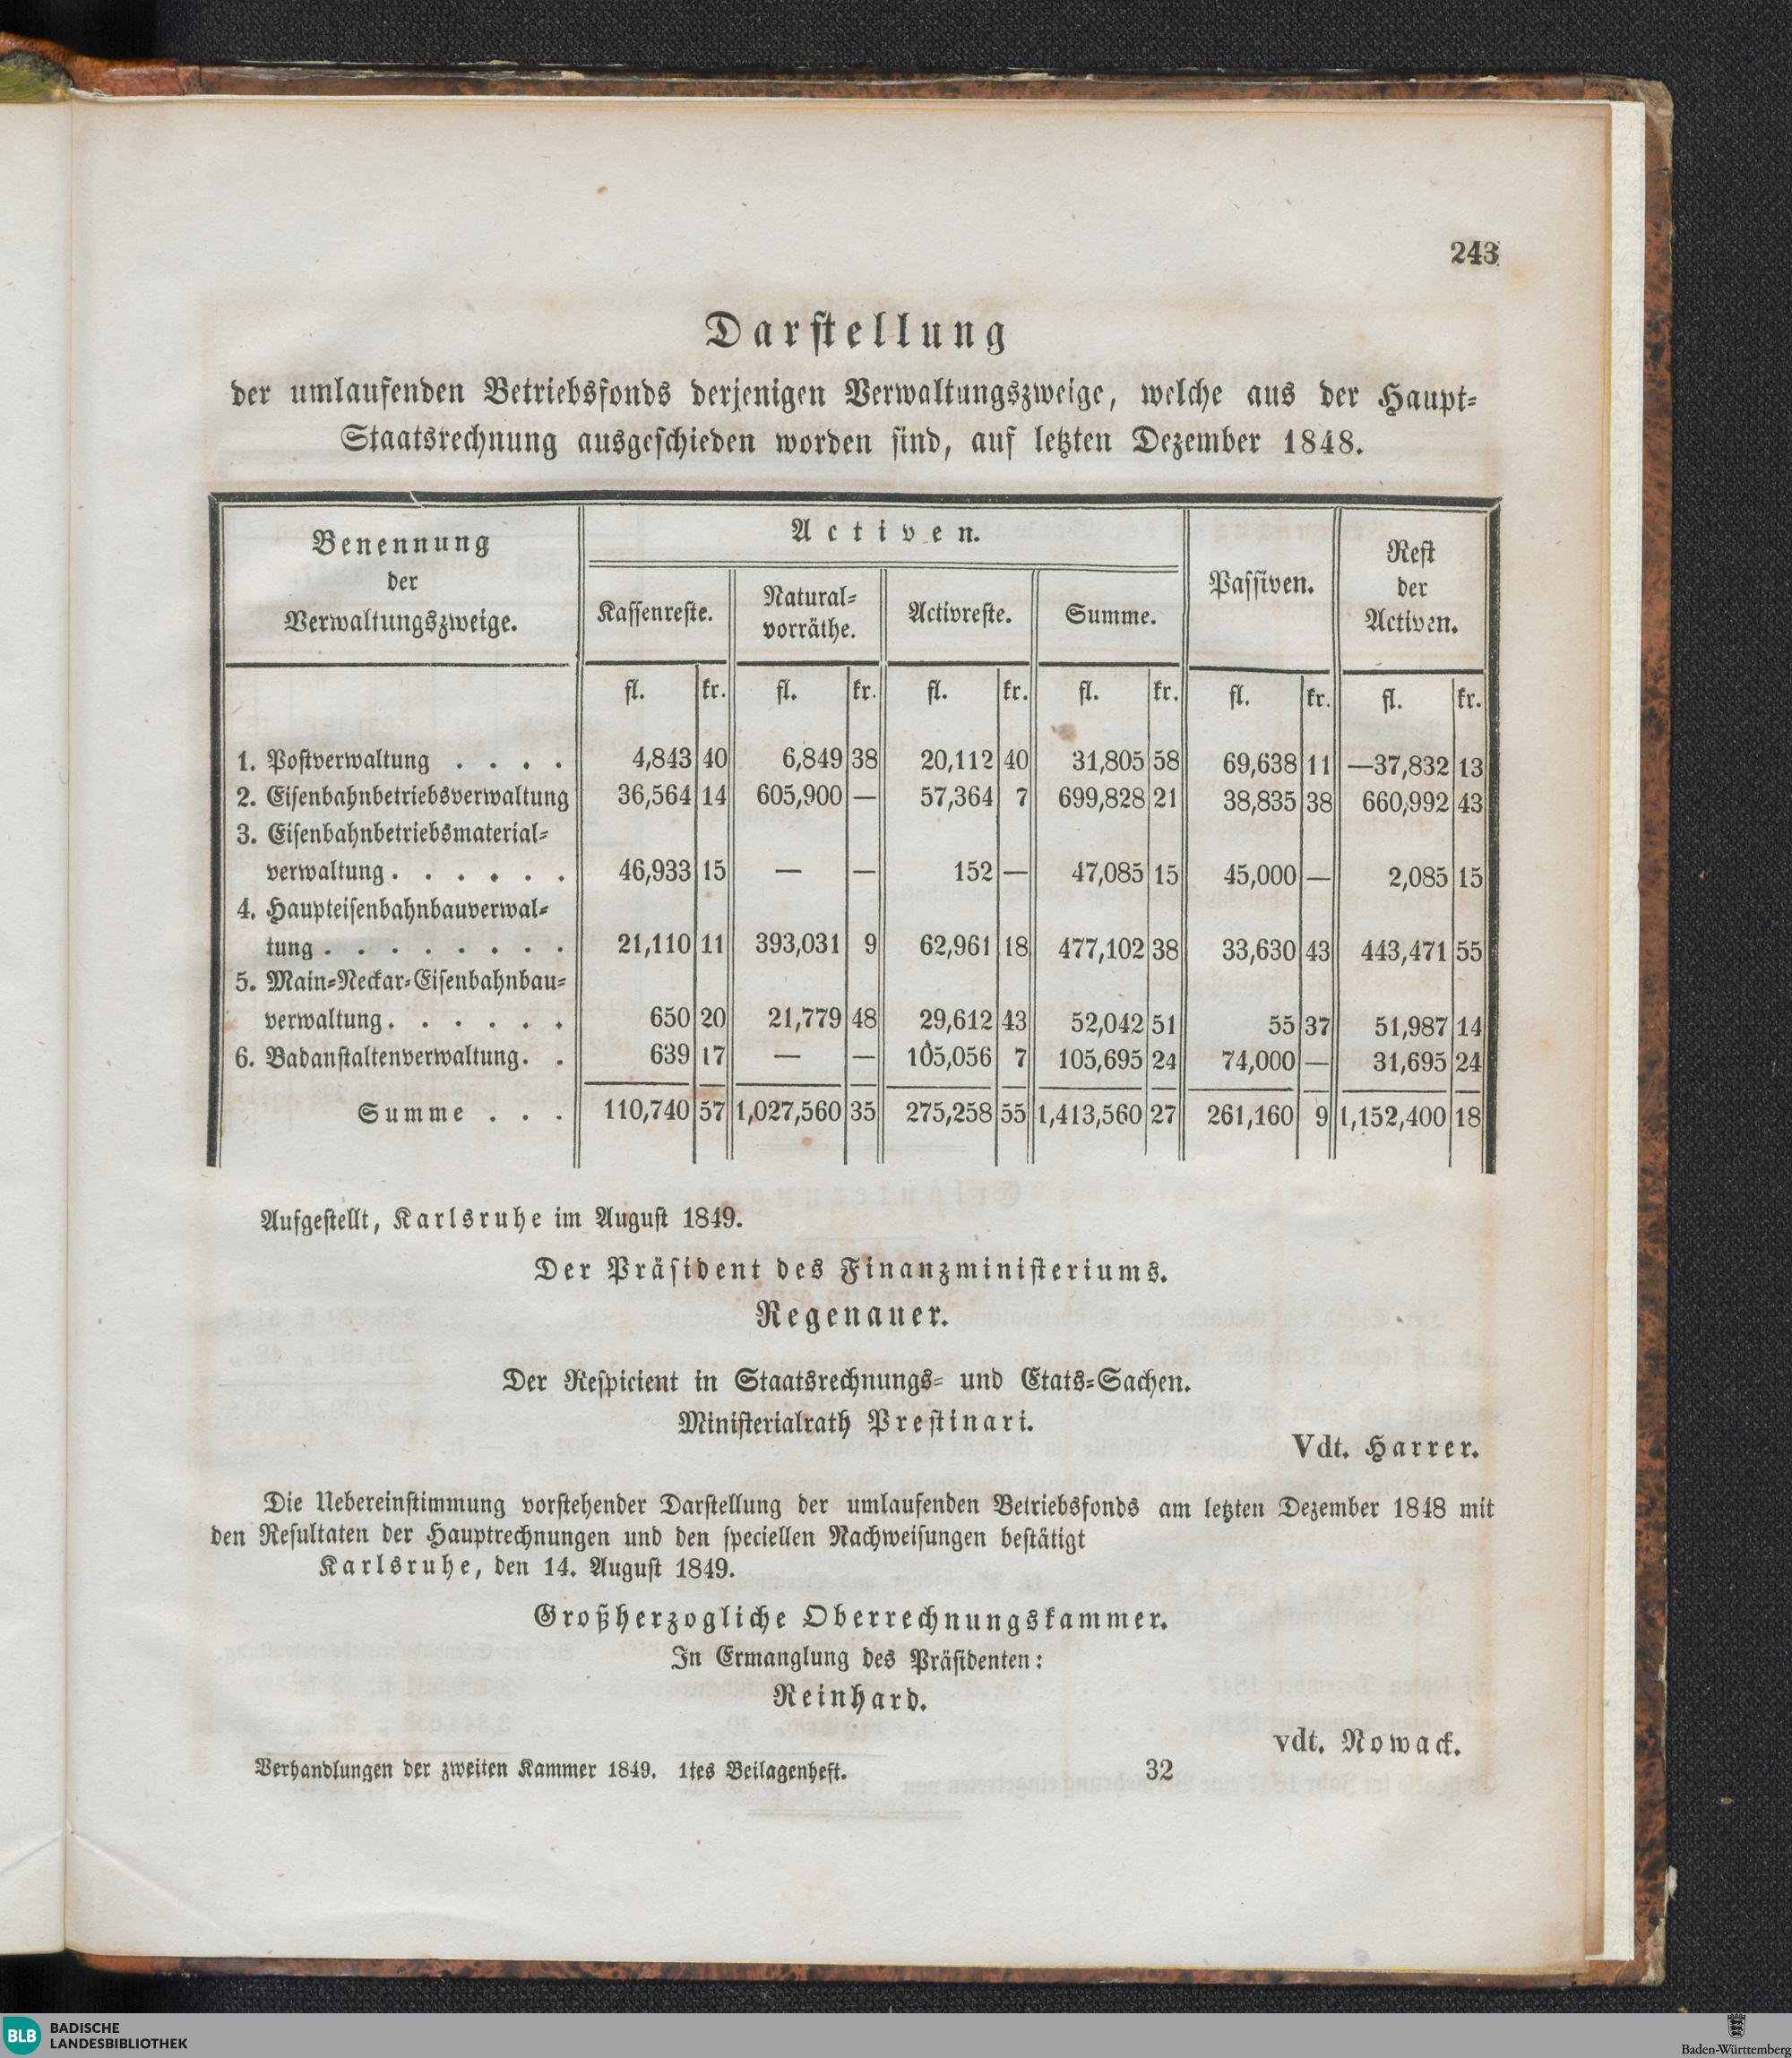 243
Darstellung
der umlaufenden Betriebsfonds derjenigen Verwaltungszweige, welche aus der Haupt-
Staatsrechnung ausgeschieden worden sind, auf letzten Dezember 1848.
Benennung
der
Verwaltungszweige.
Activen.
Kassenreste.
Natural-
vorräthe.
Activreste.
Summe.
Passiven.
Rest
der
Activen.
fl. kr. fl. kr. fl. kr. fl. kr. fl. kr. fl. kr.
1. Postverwaltung . . . . 4,843 40 6,849 38 20,112 40 31,805 58 69,638 11 —37,832 13
2. Eisenbahnbetriebsverwaltung 36,564 14 605,900 — 57,364 7 699,828 21 38,835 38 660,992 43
3. Eisenbahnbetriebsmaterial-
verwaltung . . . . . . 46,933 15 — — 152 — 47,085 15 45,000 — 2,085 15
4. Haupteisenbahnbauverwal-
tung . . . . . . . . 21,110 11 393,031 9 62,961 18 477,102 38 33,630 43 443,471 55
5. Main-Neckar-Eisenbahnbau-
verwaltung . . . . . . 650 20 21,779 48 29,612 43 52,042 51 55 37 51,987 14
6. Badanstaltenverwaltung . . 639 17 — — 105,056 7 105,695 24 74,000 — 31,695 24
Summe . . . 110,740 57 1,027,560 35 275,258 55 1,413,560 27 261,160 9 1,152,400 18
Aufgestellt, Karlsruhe im August 1849.
Der Präsident des Finanzministeriums.
Regenauer.
Der Respicient in Staatsrechnungs- und Etats-Sachen.
Ministerialrath Prestinari.
Vdt. Harrer.
Die Uebereinstimmung vorstehender Darstellung der umlaufenden Betriebsfonds am letzten Dezember 1848 mit
den Resultaten der Hauptrechnungen und den speciellen Nachweisungen bestätigt
Karlsruhe, den 14. August 1849.
Großherzogliche Oberrechnungskammer.
In Ermanglung des Präsidenten:
Reinhard.
vdt. Nowack.
Verhandlungen der zweiten Kammer 1849. 1tes Beilagenheft. 32
BLB BADISCHE
LANDESBIBLIOTHEK
Baden-Württemberg